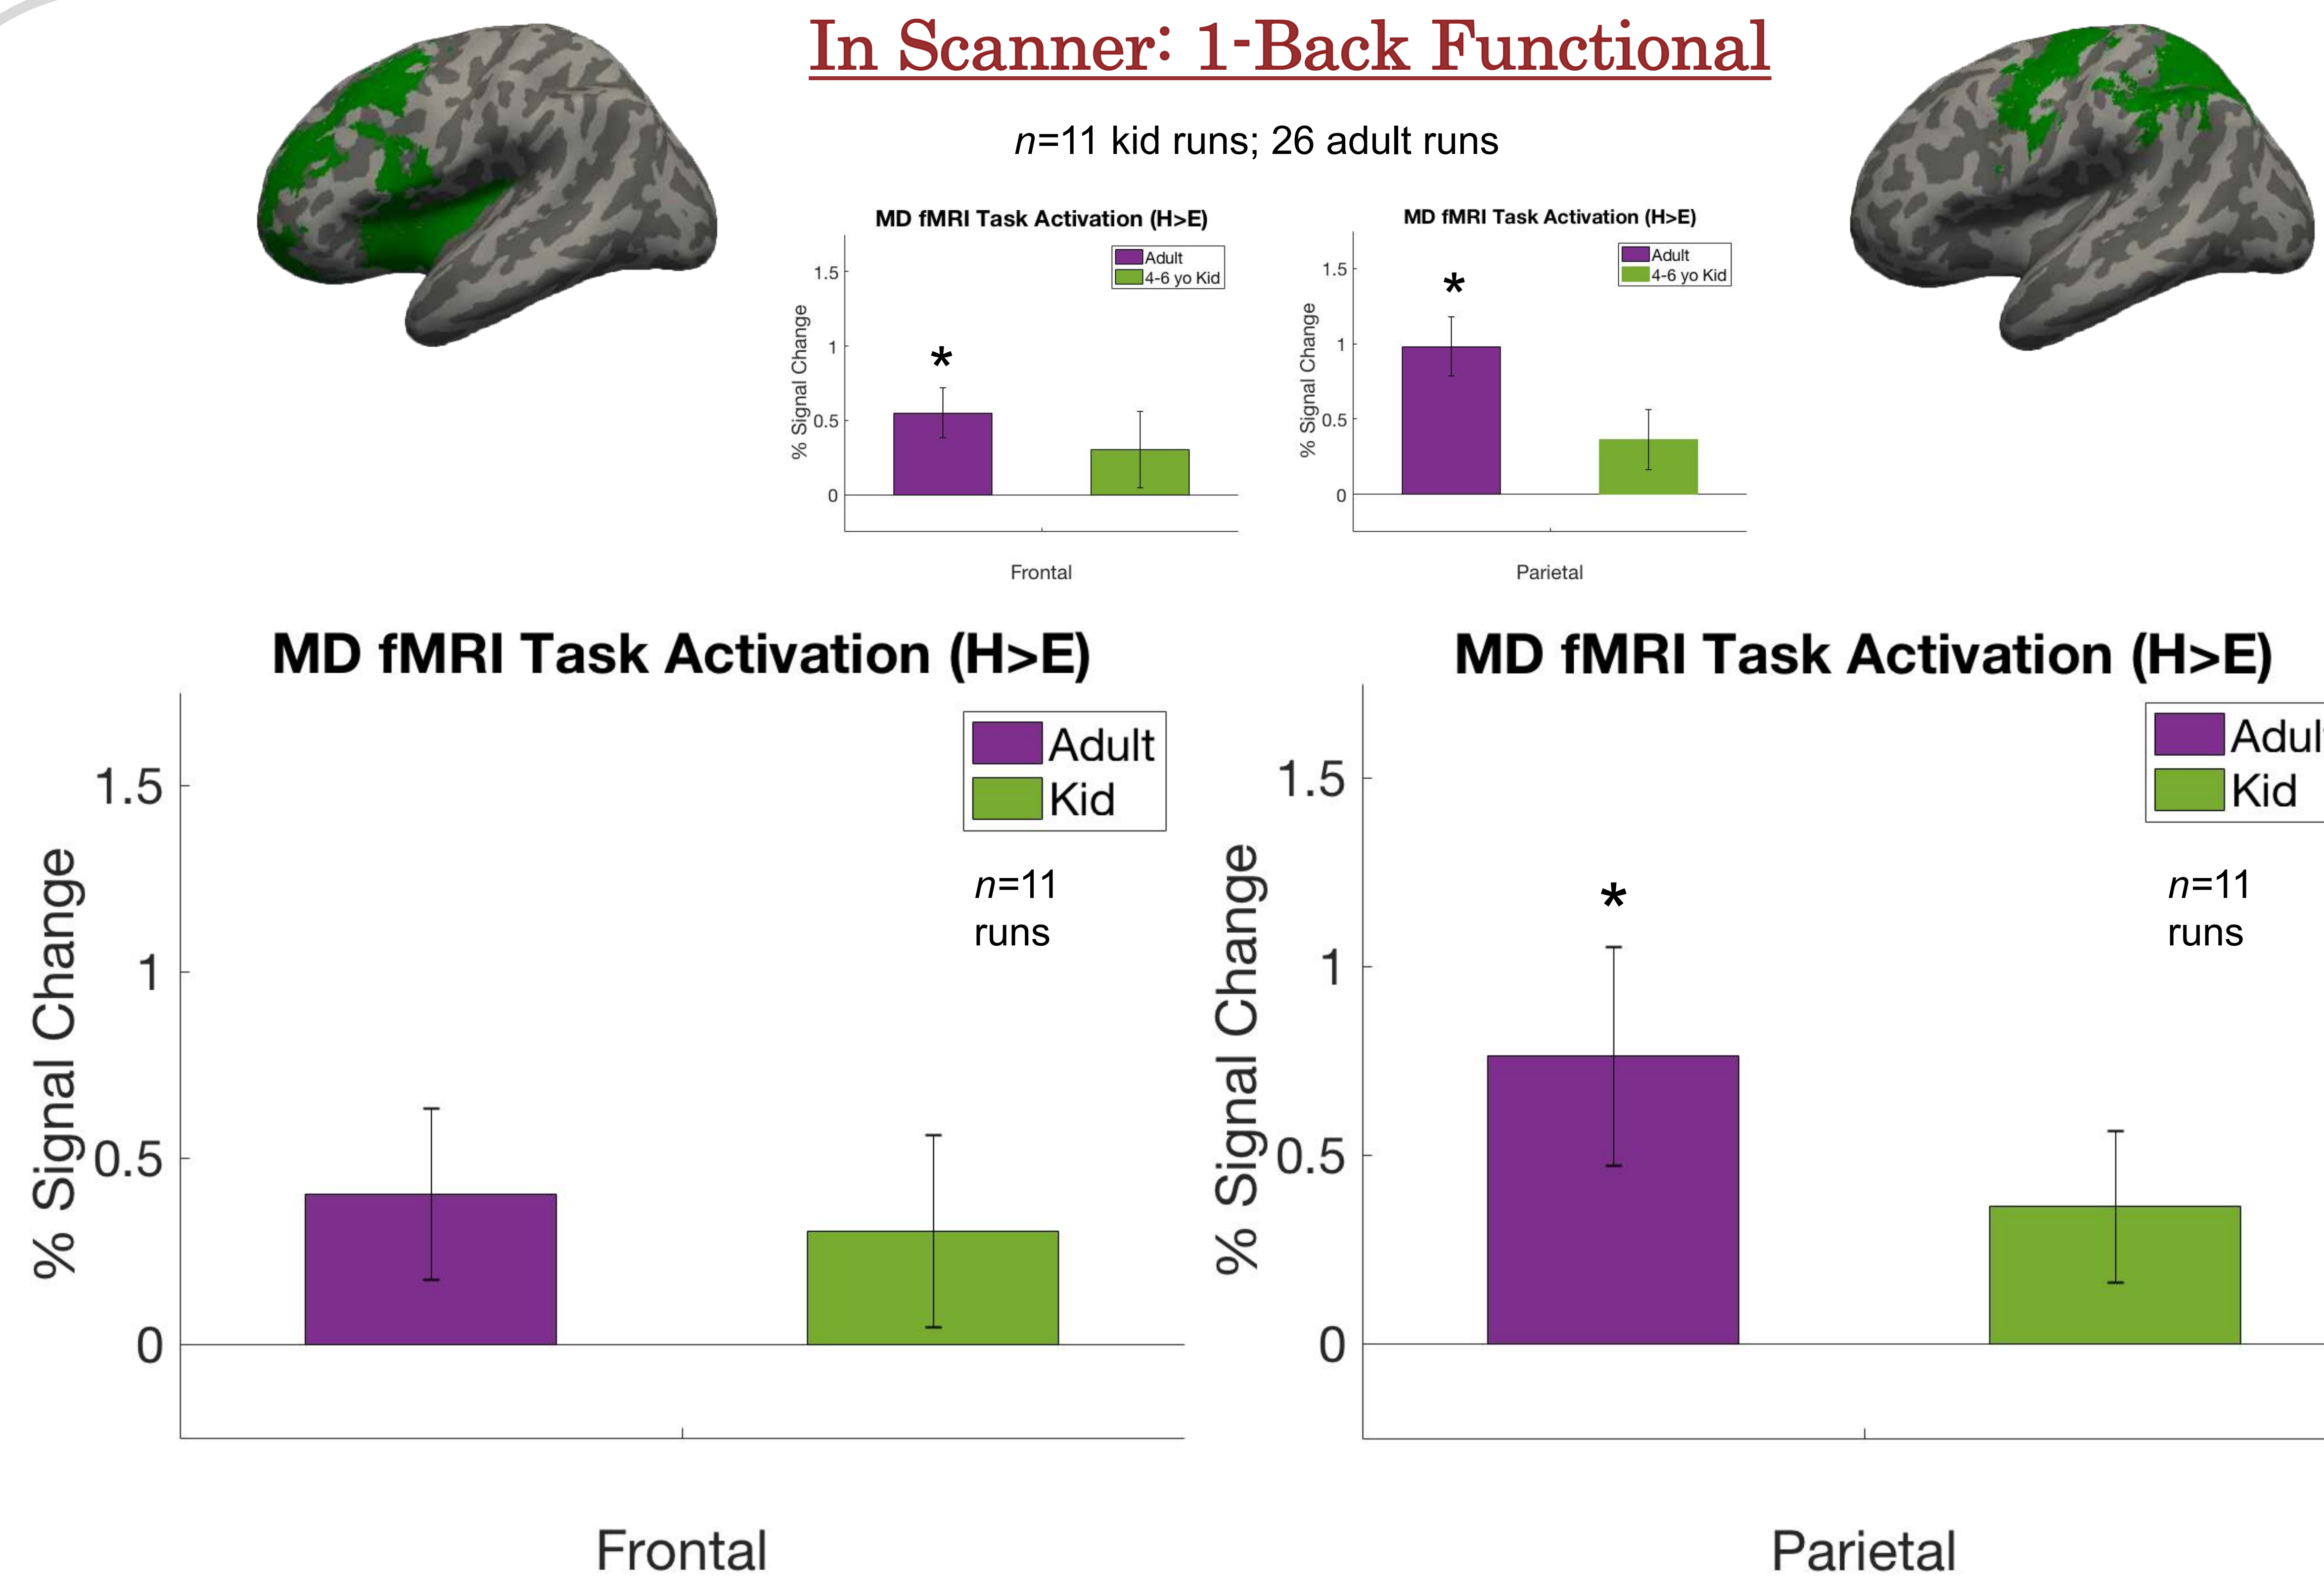 In Scanner: 1-Back Functional
n=11 kid runs; 26 adult runs
MD fMRI Task Activation (H>E)
Adult
4-6 yo Kid
% Signal Change
1.5
1
0.5
0
*
Frontal
MD fMRI Task Activation (H>E)
Adult
4-6 yo Kid
% Signal Change
1.5
1
0.5
0
*
Parietal
MD fMRI Task Activation (H>E)
Adult
Kid
n=11
runs
% Signal Change
1.5
1
0.5
0
Frontal
MD fMRI Task Activation (H>E)
Adul
Kid
n=11
runs
% Signal Change
1.5
1
0.5
0
*
Parietal